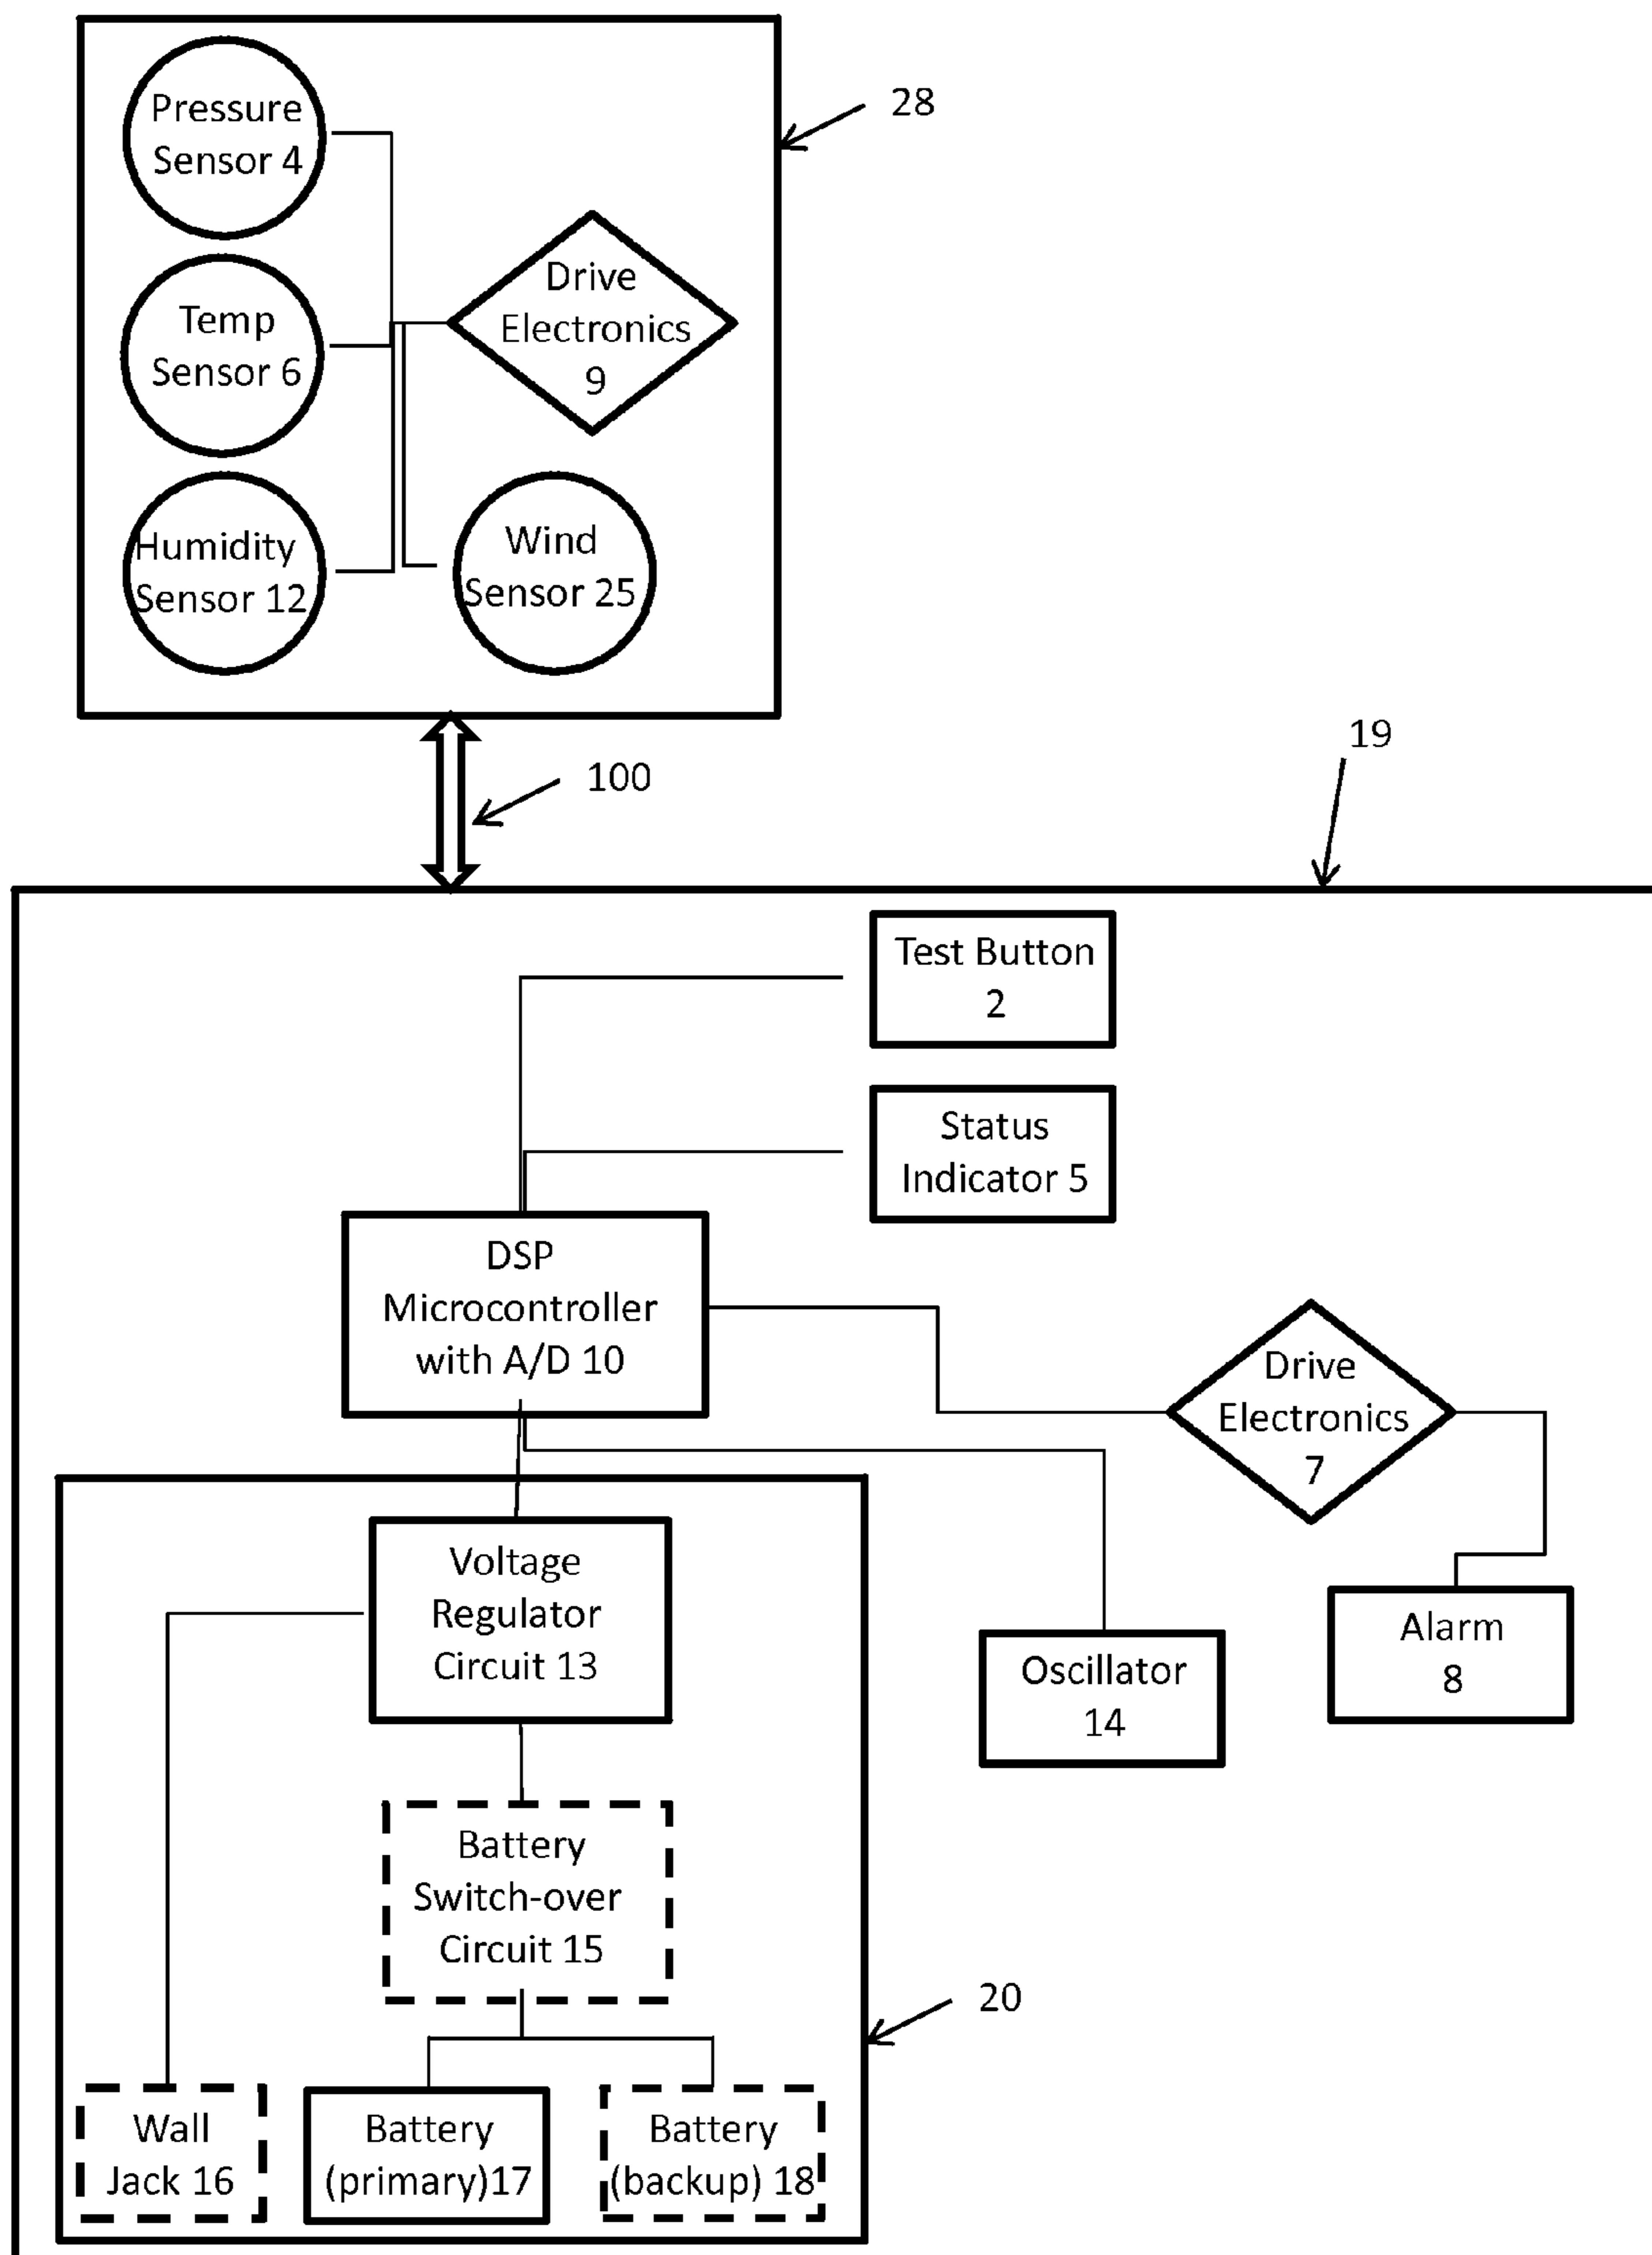 Pressure
Sensor 4
28
Drive
Electronics
9
Temp
Sensor 6
Humidity
Sensor 12
Wind
Sensor 25
100
19
Test Button
2
Status
Indicator 5
DSP
Microcontroller
with A/D 10
Drive
Electronics
7
Voltage
Regulator
Circuit 13
Oscillator
14
Alarm
8
Battery
Switch-over
Circuit 15
20
Wall
Jack 16
Battery
(primary)17
Battery
(backup) 18